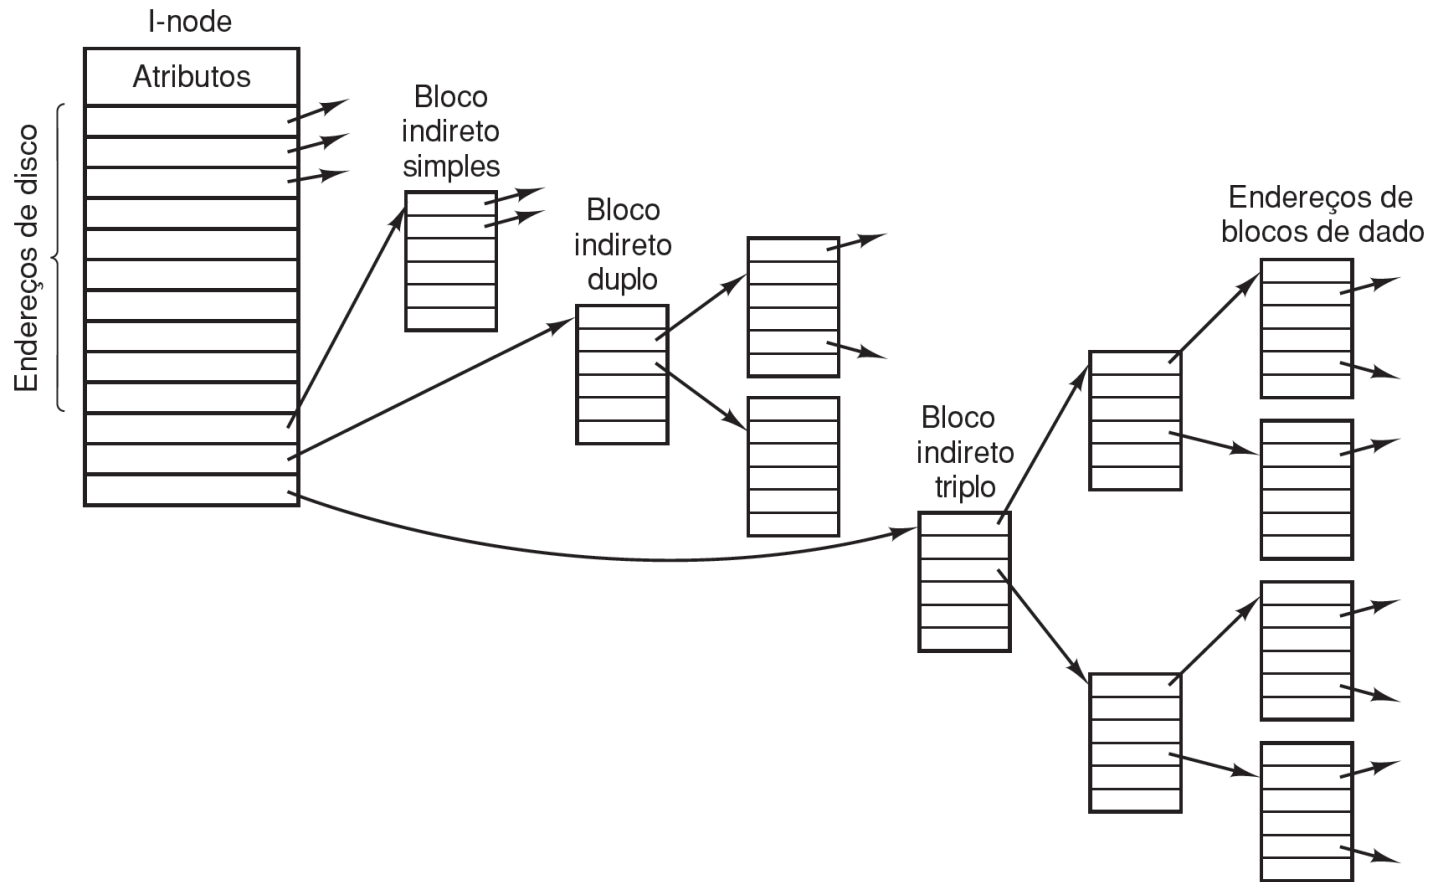 I-node
Atributos
Endereços de disco
Bloco
indireto
simples
Bloco
indireto
duplo
Bloco
indireto
triplo
Endereços de
blocos de dado